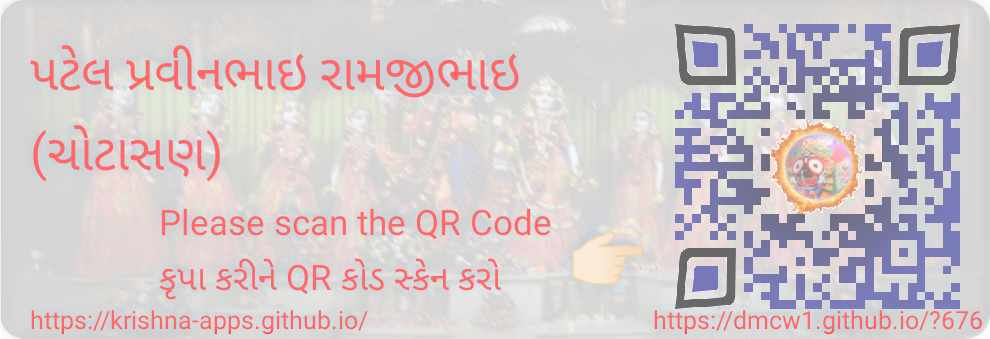 પટેલ પ્રવીનભાઇ રામજીભાઇ
(ચોટાસણ)
Please scan the QR Code
કૃપા કરીને QR કોડ સ્કેન કરો
https://krishna-apps.github.io/
https://dmcw1.github.io/?676